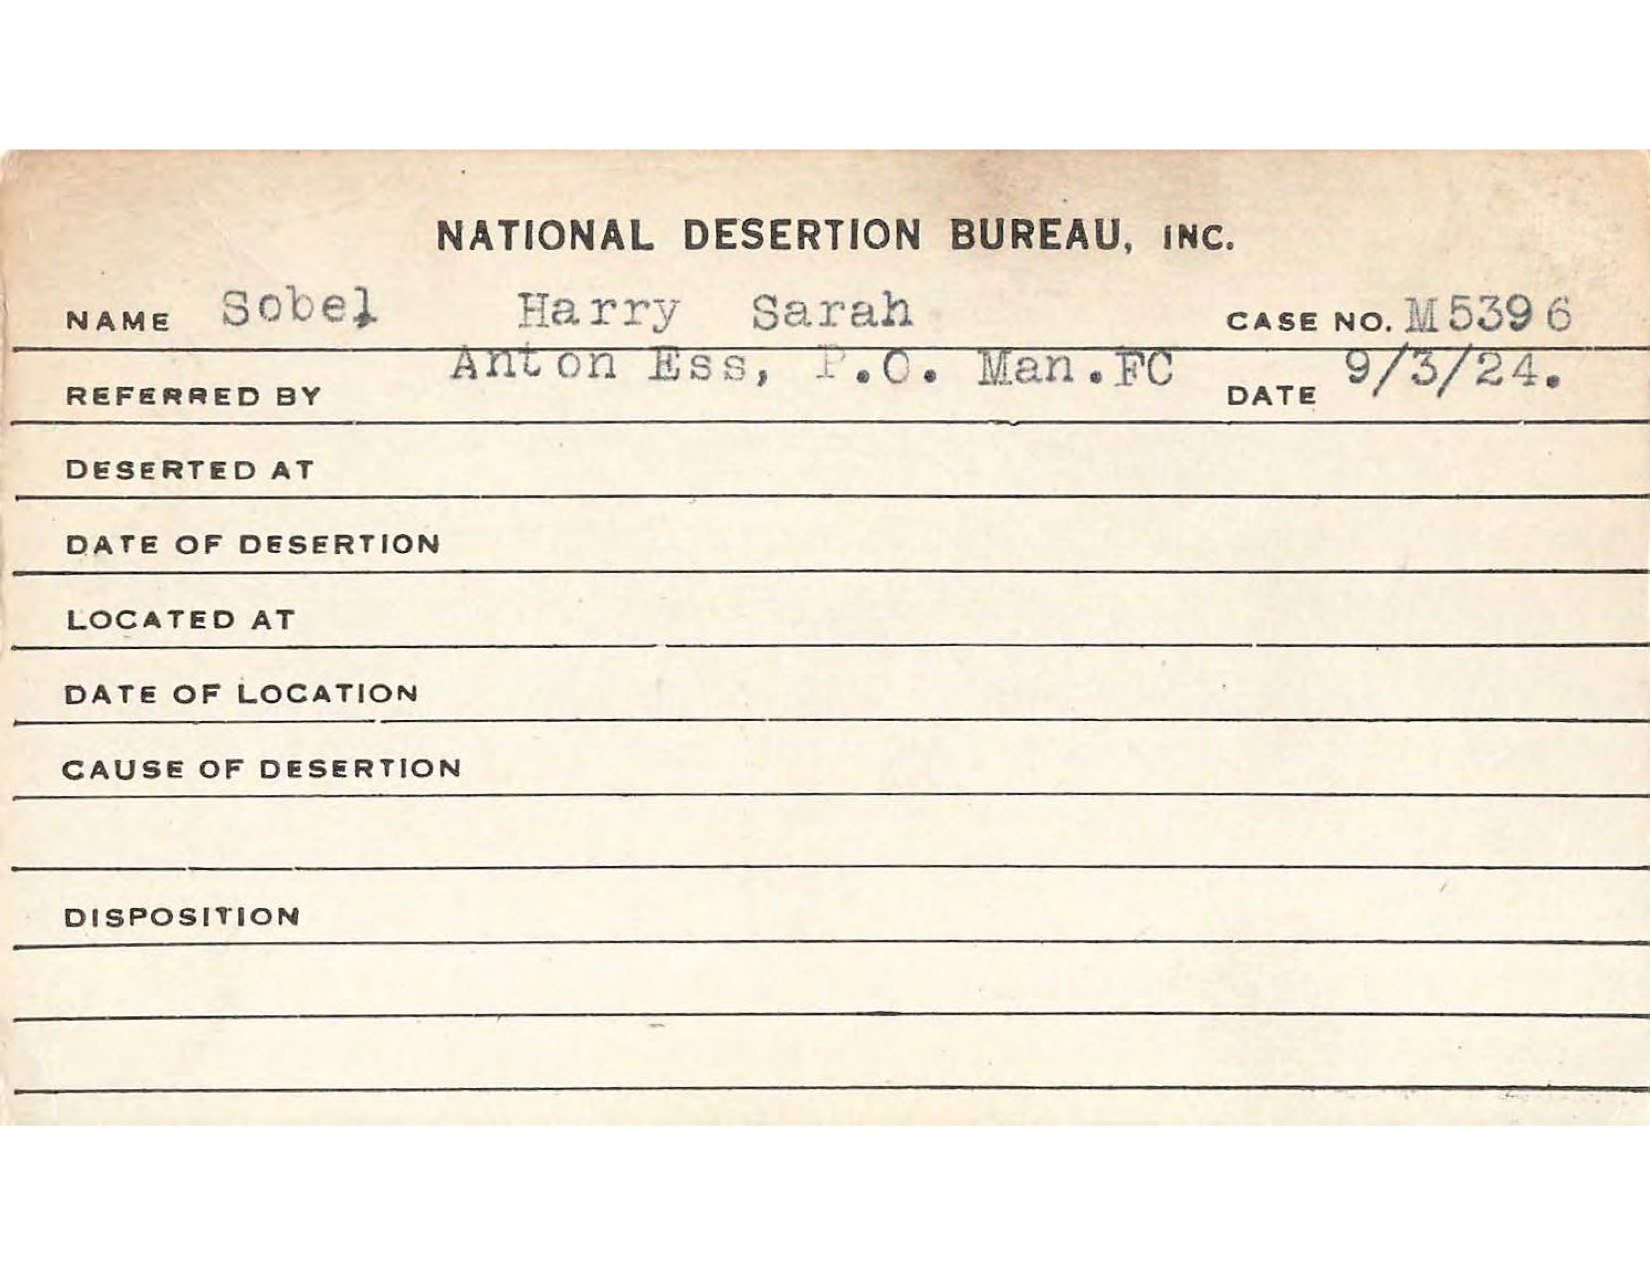 NATIONAL DESERTION BUREAU, INC.
NAME Sobel Harry Sarah CASE NO. M5396
REFERRED BY Anton Ess, P.O. Man.FC DATE 9/3/24.
DESERTED AT
DATE OF DESERTION
LOCATED AT
DATE OF LOCATION
CAUSE OF DESERTION
DISPOSITION